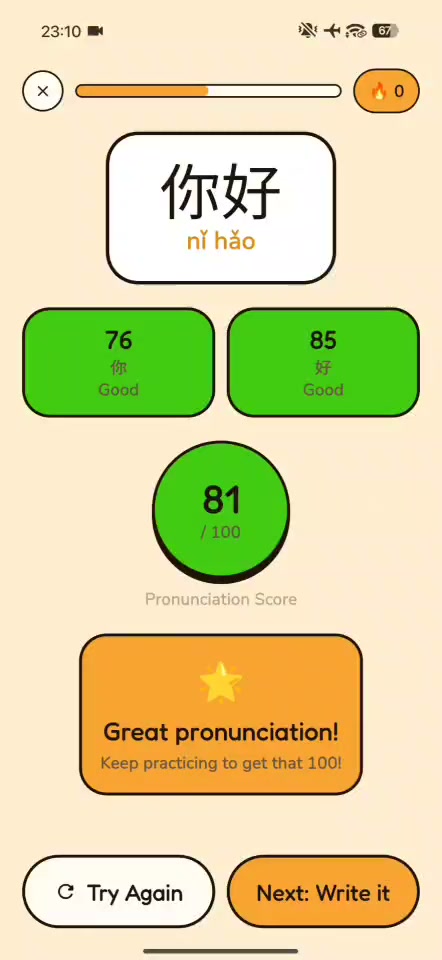 23:10
67
0
你好
nǐ hǎo
76
你
Good
85
好
Good
81
/ 100
Pronunciation Score
Great pronunciation!
Keep practicing to get that 100!
Try Again
Next: Write it